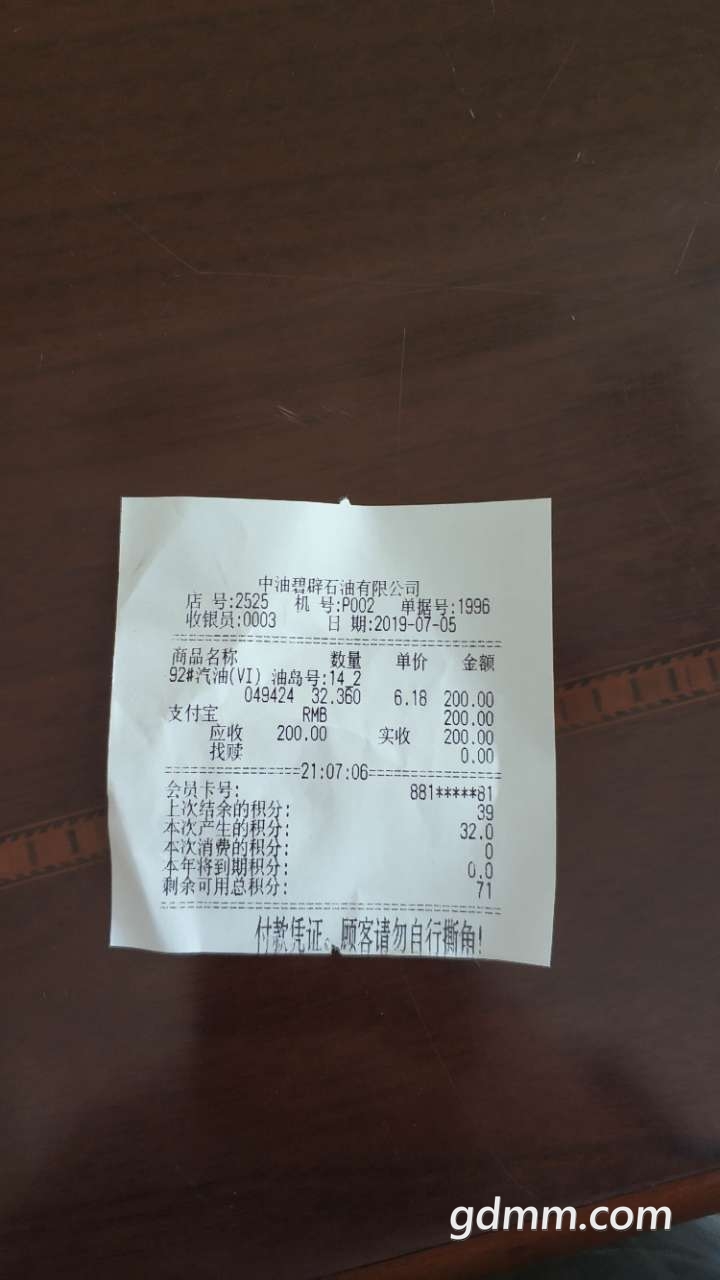 中油碧辟石油有限公司
店 号:2525 机 号:P002 单据号:1996
收银员:0003 日 期:2019-07-05
商品名称 数量 单价 金额
92#汽油(VI) 油岛号:14_2
049424 32.360 6.18 200.00
支付宝 RMB 200.00
应收 200.00 实收 200.00
找赎 0.00
21:07:06
会员卡号: 881*****81
上次结余的积分: 39
本次产生的积分: 32.0
本次消费的积分: 0
本年将到期积分: 0.0
剩余可用总积分: 71
付款凭证。顾客请勿自行撕角!
gdmm.com